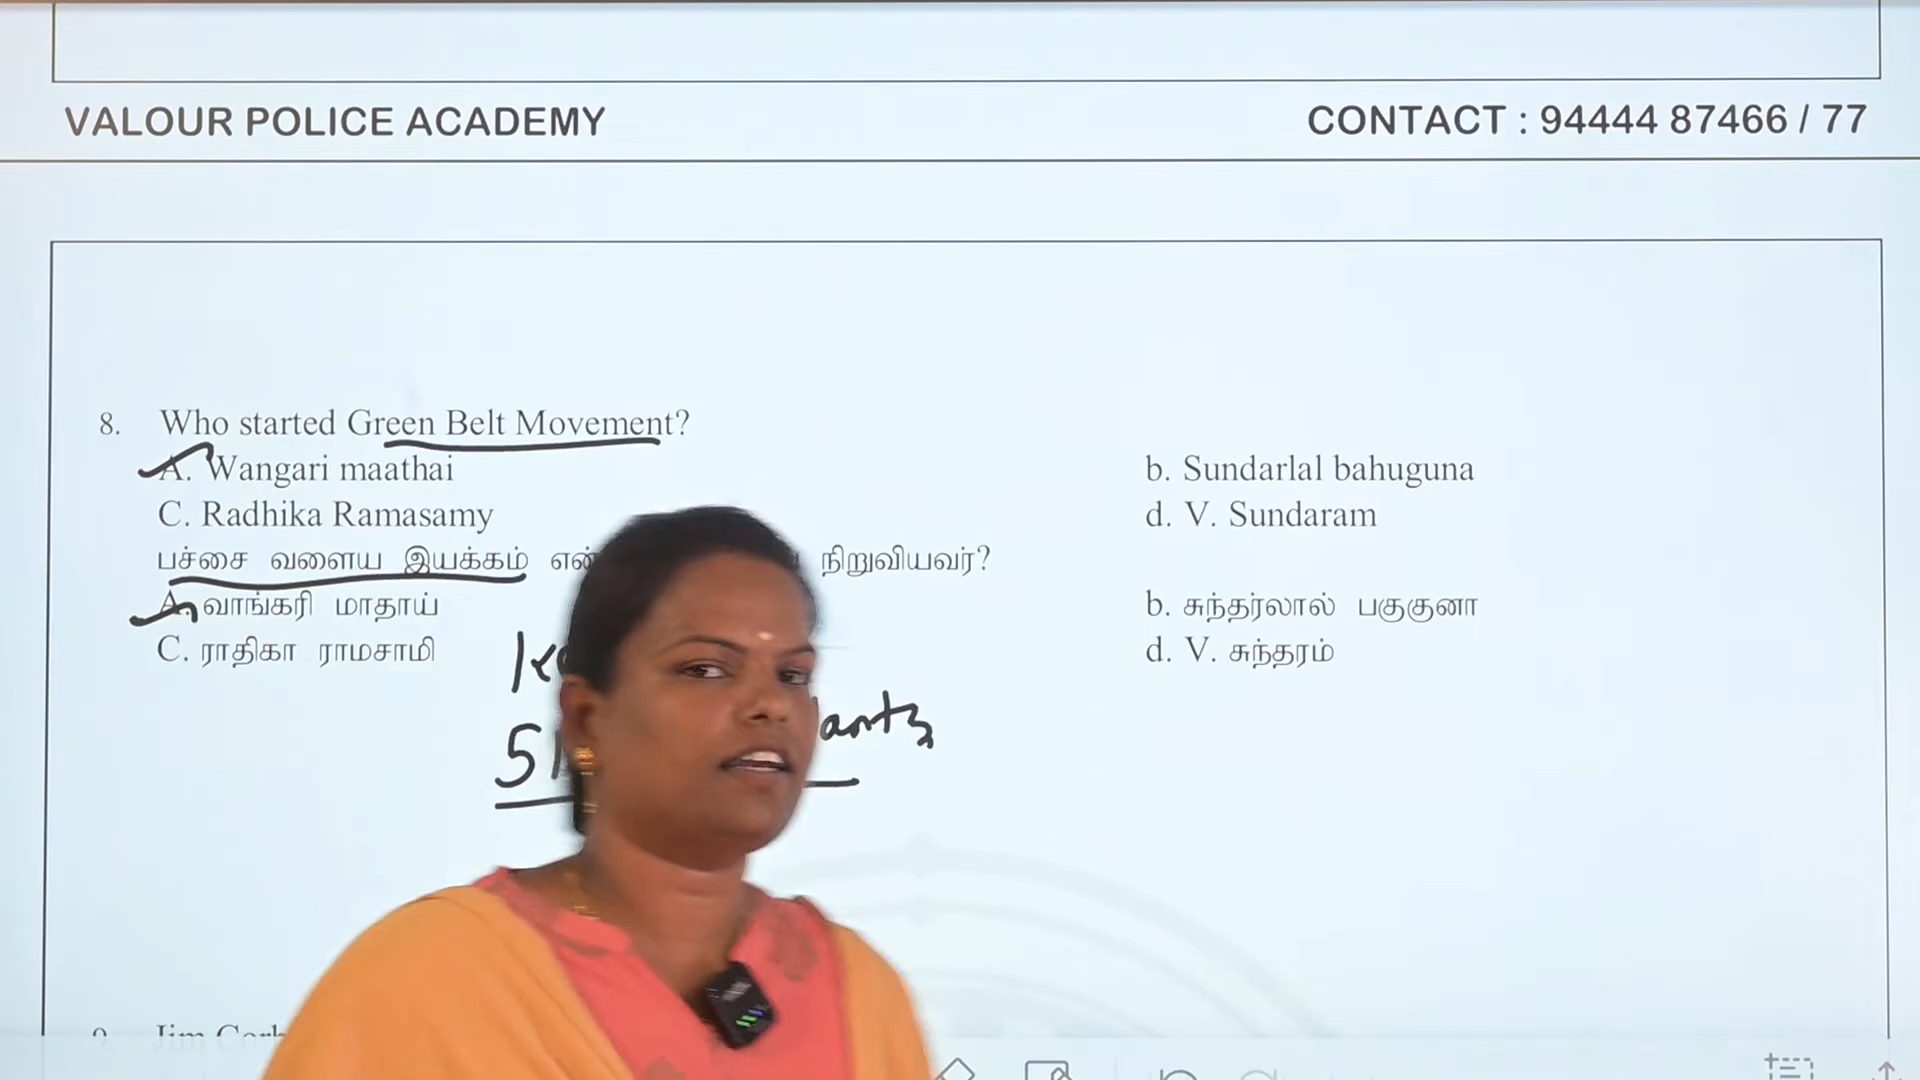 VALOUR POLICE ACADEMY
CONTACT : 94444 87466 / 77
8. Who started Green Belt Movement?
A. Wangari maathai
b. Sundarlal bahuguna
C. Radhika Ramasamy
d. V. Sundaram
பச்சை வளைய இயக்கம் நிறுவியவர்?
A. வாங்கரி மாதாய்
b. சுந்தர்லால் பகுகுனா
C. ராதிகா ராமசாமி
d. V. சுந்தரம்
Jim